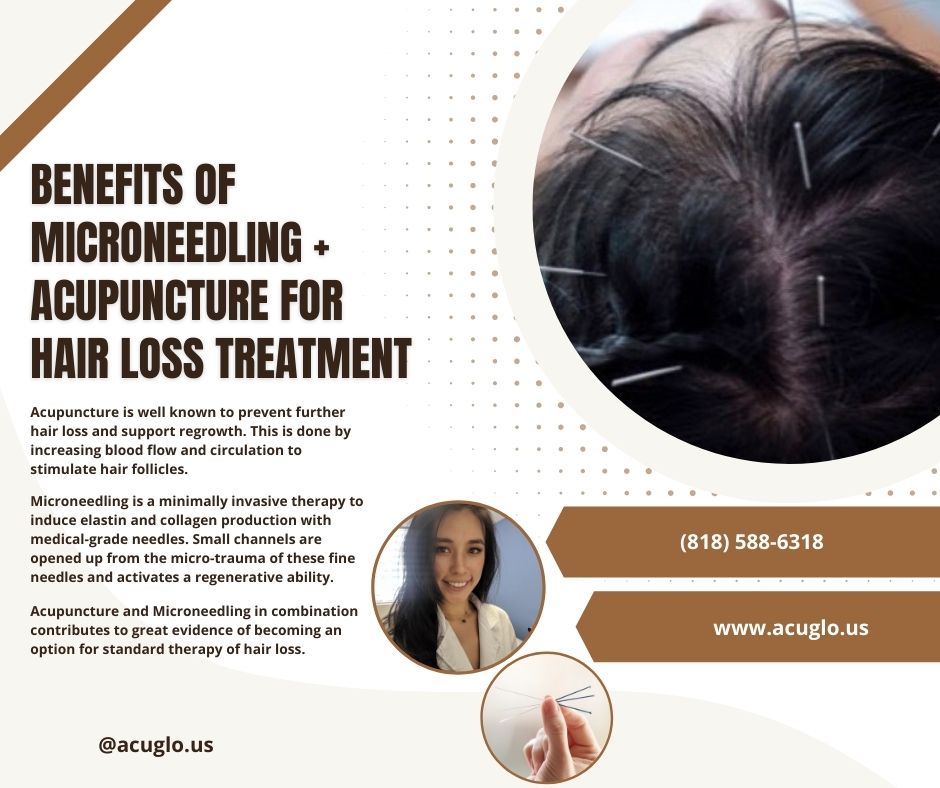 BENEFITS OF
MICRONEEDLING +
ACUPUNCTURE FOR
HAIR LOSS TREATMENT
Acupuncture is well known to prevent further
hair loss and support regrowth. This is done by
increasing blood flow and circulation to
stimulate hair follicles.
Microneedling is a minimally invasive therapy to
induce elastin and collagen production with
medical-grade needles. Small channels are
opened up from the micro-trauma of these fine
needles and activates a regenerative ability.
Acupuncture and Microneedling in combination
contributes to great evidence of becoming an
option for standard therapy of hair loss.
(818) 588-6318
www.acuglo.us
@acuglo.us